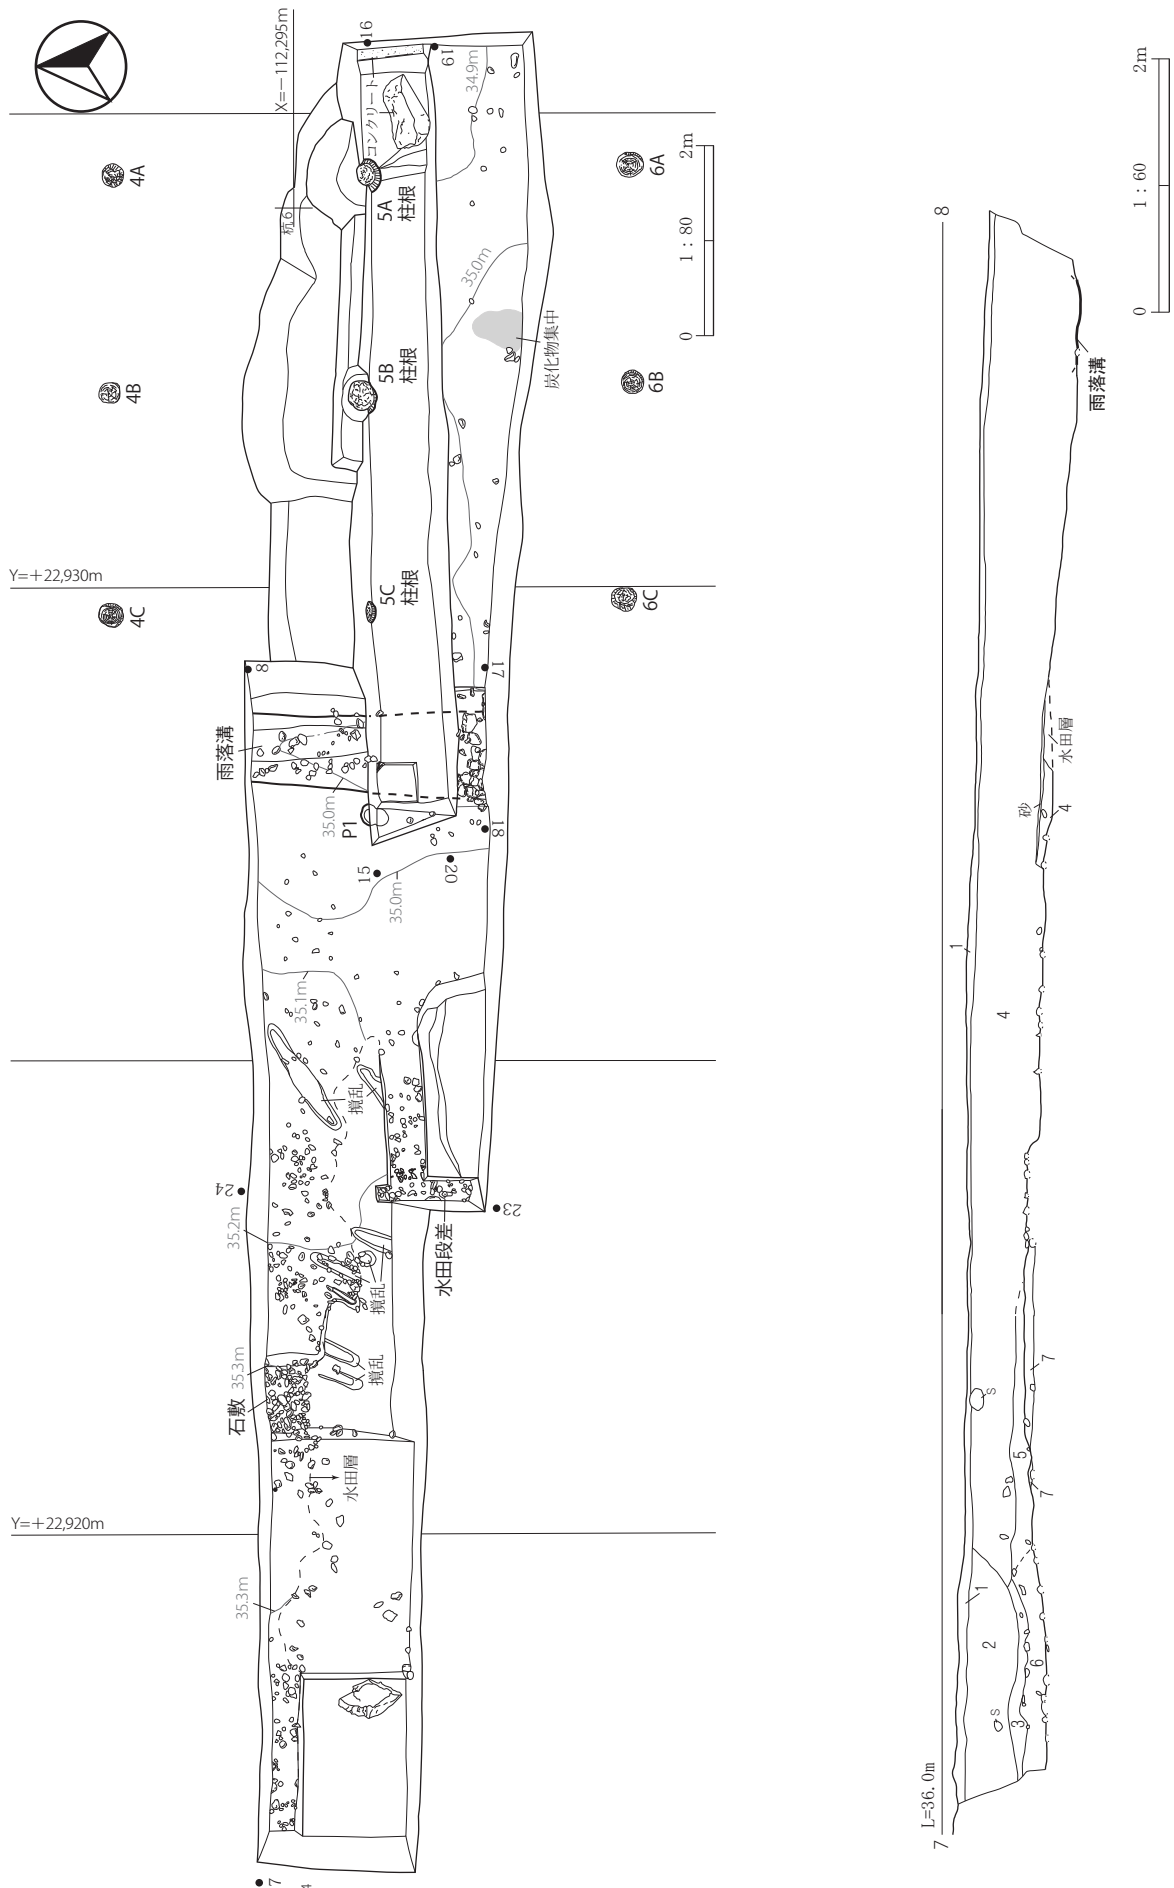 X=－112,295m
16
19
34.9m
コンクリート
4A
杭6
5A
柱根
6A
2m
1：80
0
35.0m
炭化物集中
4B
5B
柱根
6B
Y=＋22,930m
4C
5C
柱根
6C
8
17
雨落溝
35.0m
P1
18
15
20
35.0m
35.1m
攪乱
24
23
35.2m
水田段差
攪乱
35.3m
攪乱
石敷
水田層
Y=＋22,920m
35.3m
7
2m
1：60
0
8
雨落溝
水田層
砂
4
1
4
7
s
5
7
1
2
6
s
3
L=36.0m
7